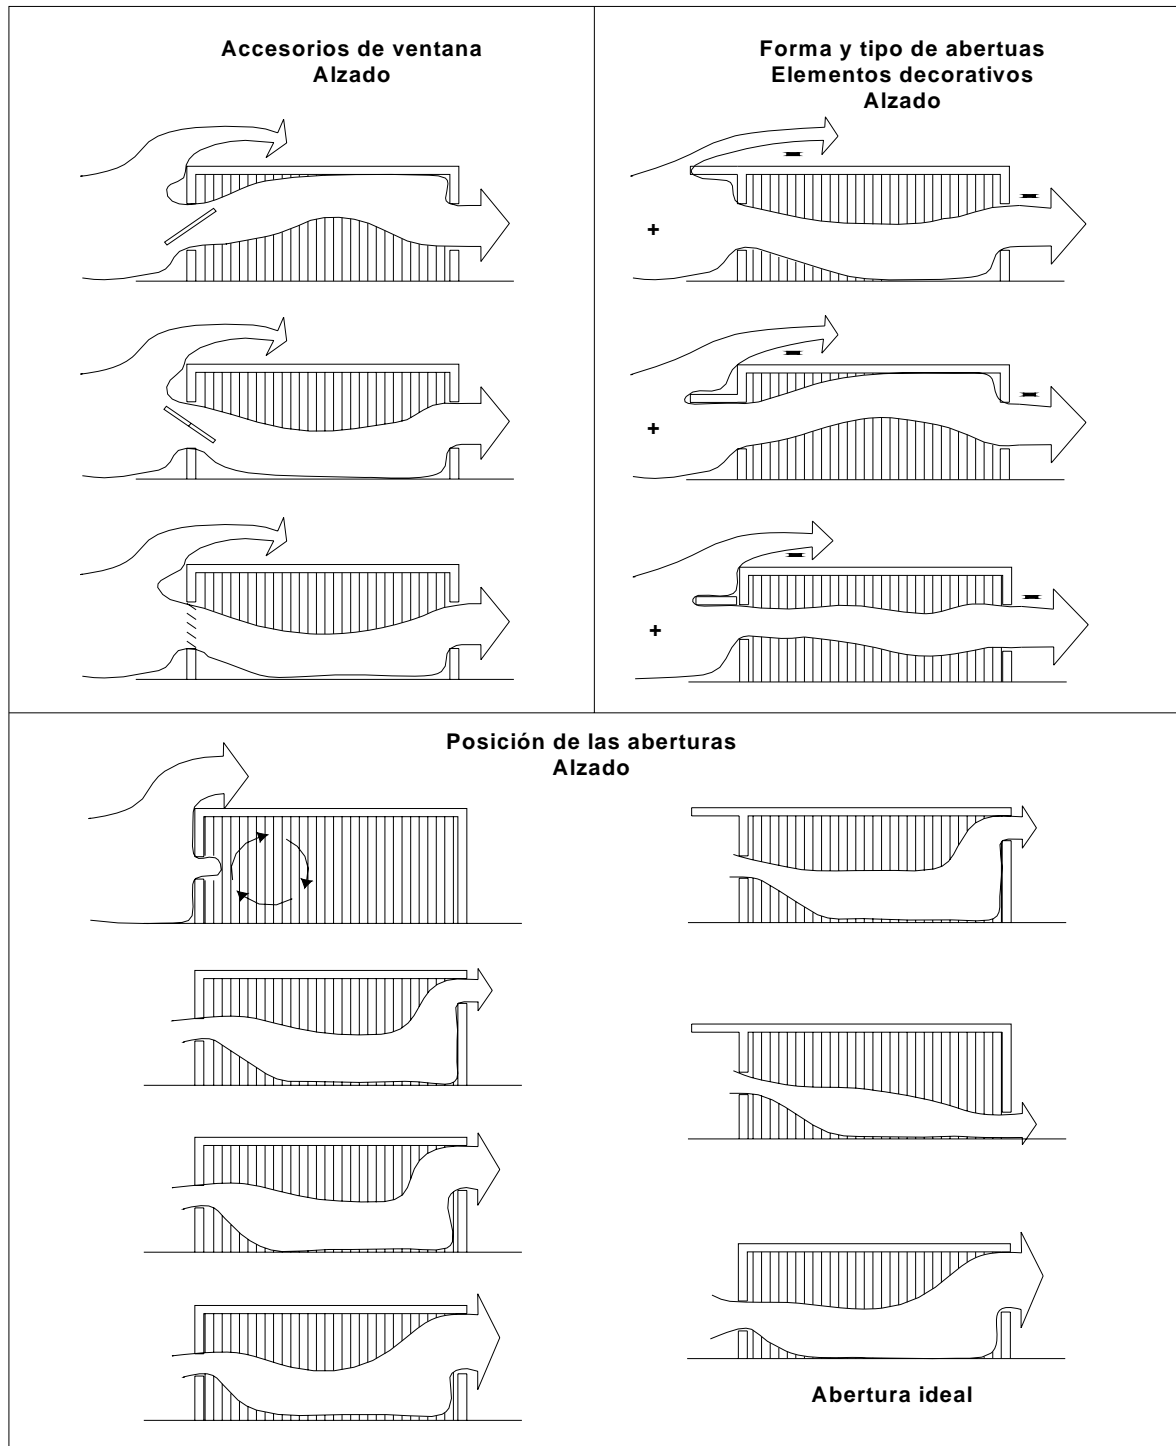 Accesorios de ventana
Alzado
Forma y tipo de abertuas
Elementos decorativos
Alzado
+
+
+
Posición de las aberturas
Alzado
Abertura ideal